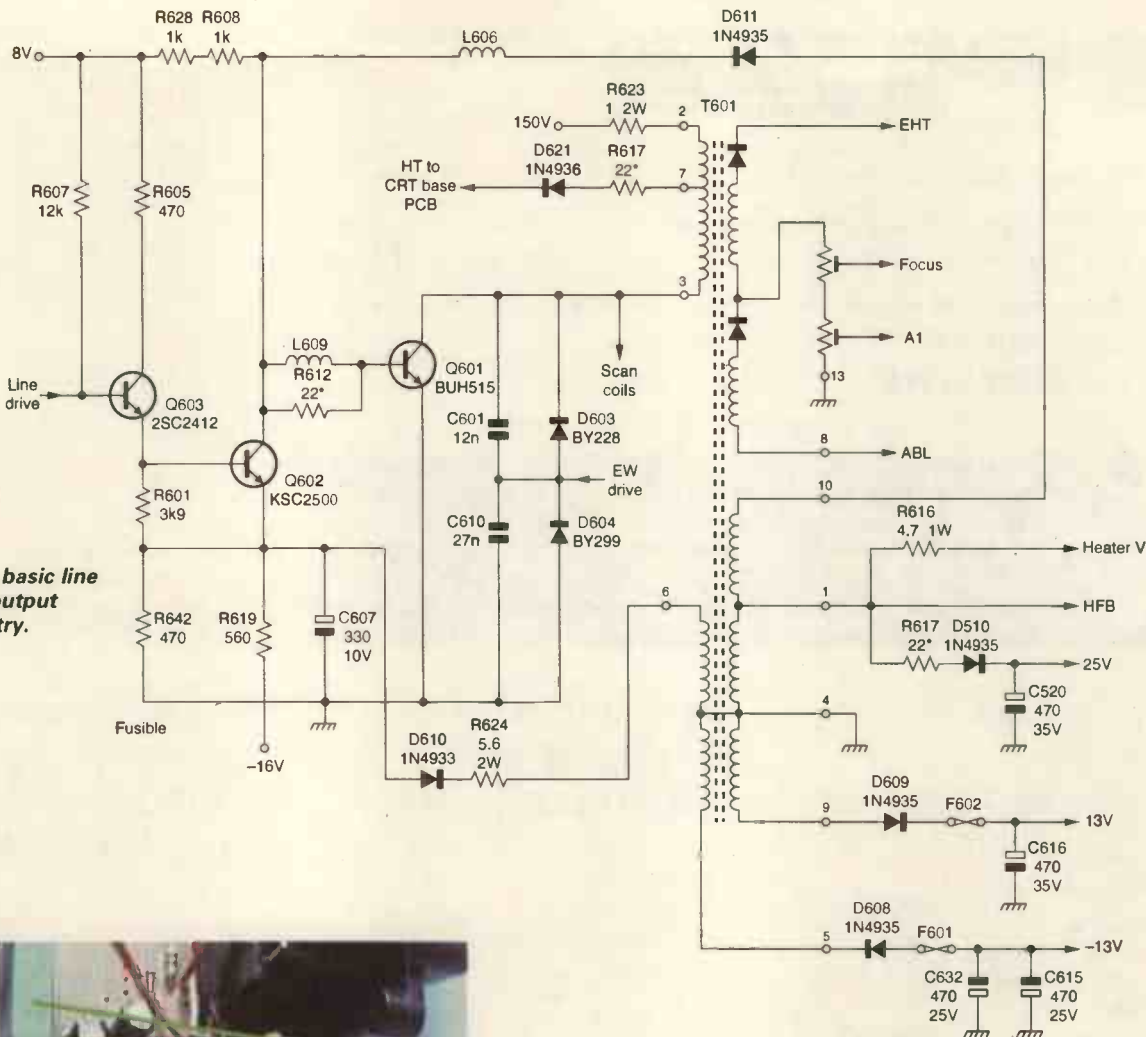 R628
1k
R608
1k
8V
L606
D611
1N4935
R607
12k
R605
470
R623
1 2W
T601
150V
2
EHT
D621
1N4936
R617
22*
7
HT to
CRT base
PCB
Focus
3
A1
L609
R612
22*
Q601
BUH515
13
Line
drive
Q603
2SC2412
Scan
coils
C601
12n
D603
BY228
8
ABL
Q602
KSC2500
EW
drive
10
R601
3k9
C610
27n
D604
BY299
R616
4.7 1W
Heater V
basic line
output
try.
R642
470
R619
560
C607
330
10V
6
1
HFB
R617
22*
D510
1N4935
25V
C520
470
35V
Fusible
-16V
D610
1N4933
R624
5.6
2W
4
D609
1N4935
F602
9
13V
C616
470
35V
D608
1N4935
F601
5
-13V
C632
470
25V
C615
470
25V